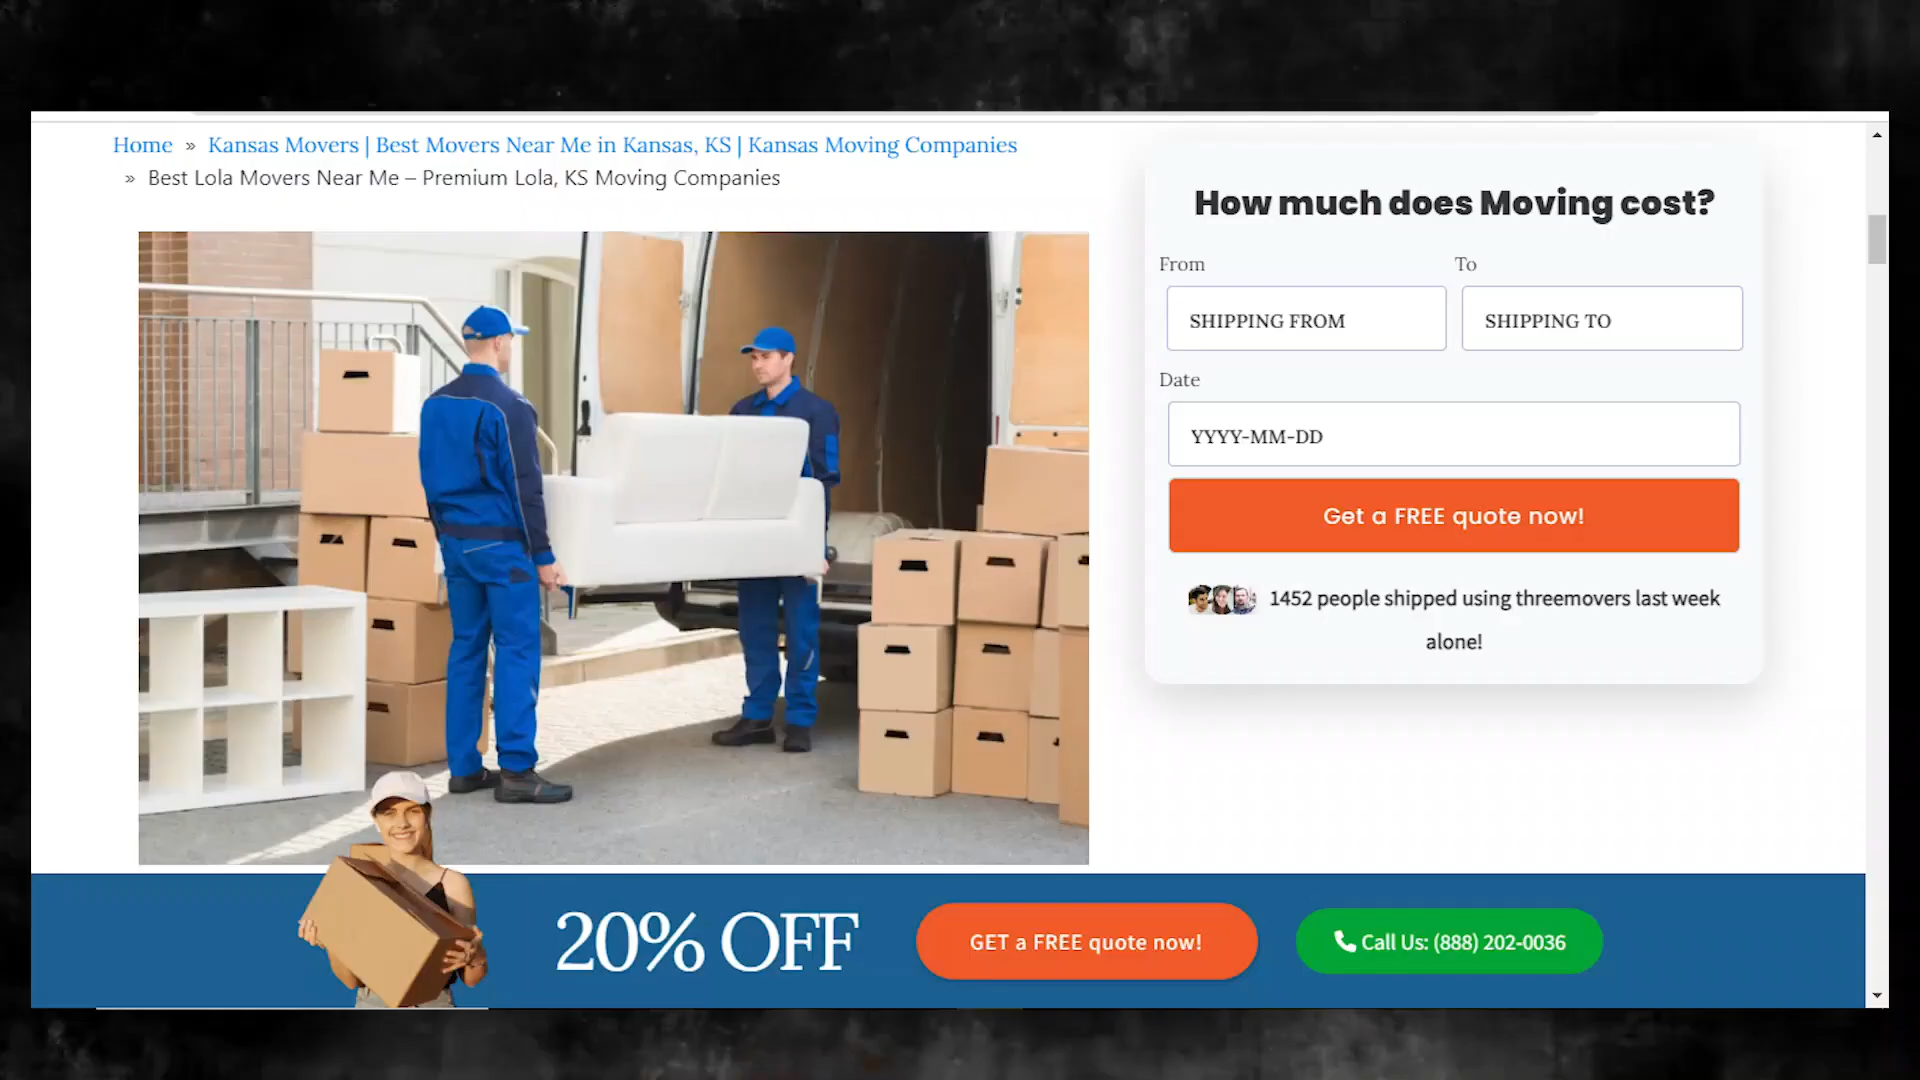 Home » Kansas Movers | Best Movers Near Me in Kansas, KS | Kansas Moving Companies
» Best Lola Movers Near Me – Premium Lola, KS Moving Companies
How much does Moving cost?
From To
SHIPPING FROM SHIPPING TO
Date
YYYY-MM-DD
Get a FREE quote now!
1452 people shipped using threemovers last week
alone!
20% OFF GET a FREE quote now! Call Us: (888) 202-0036